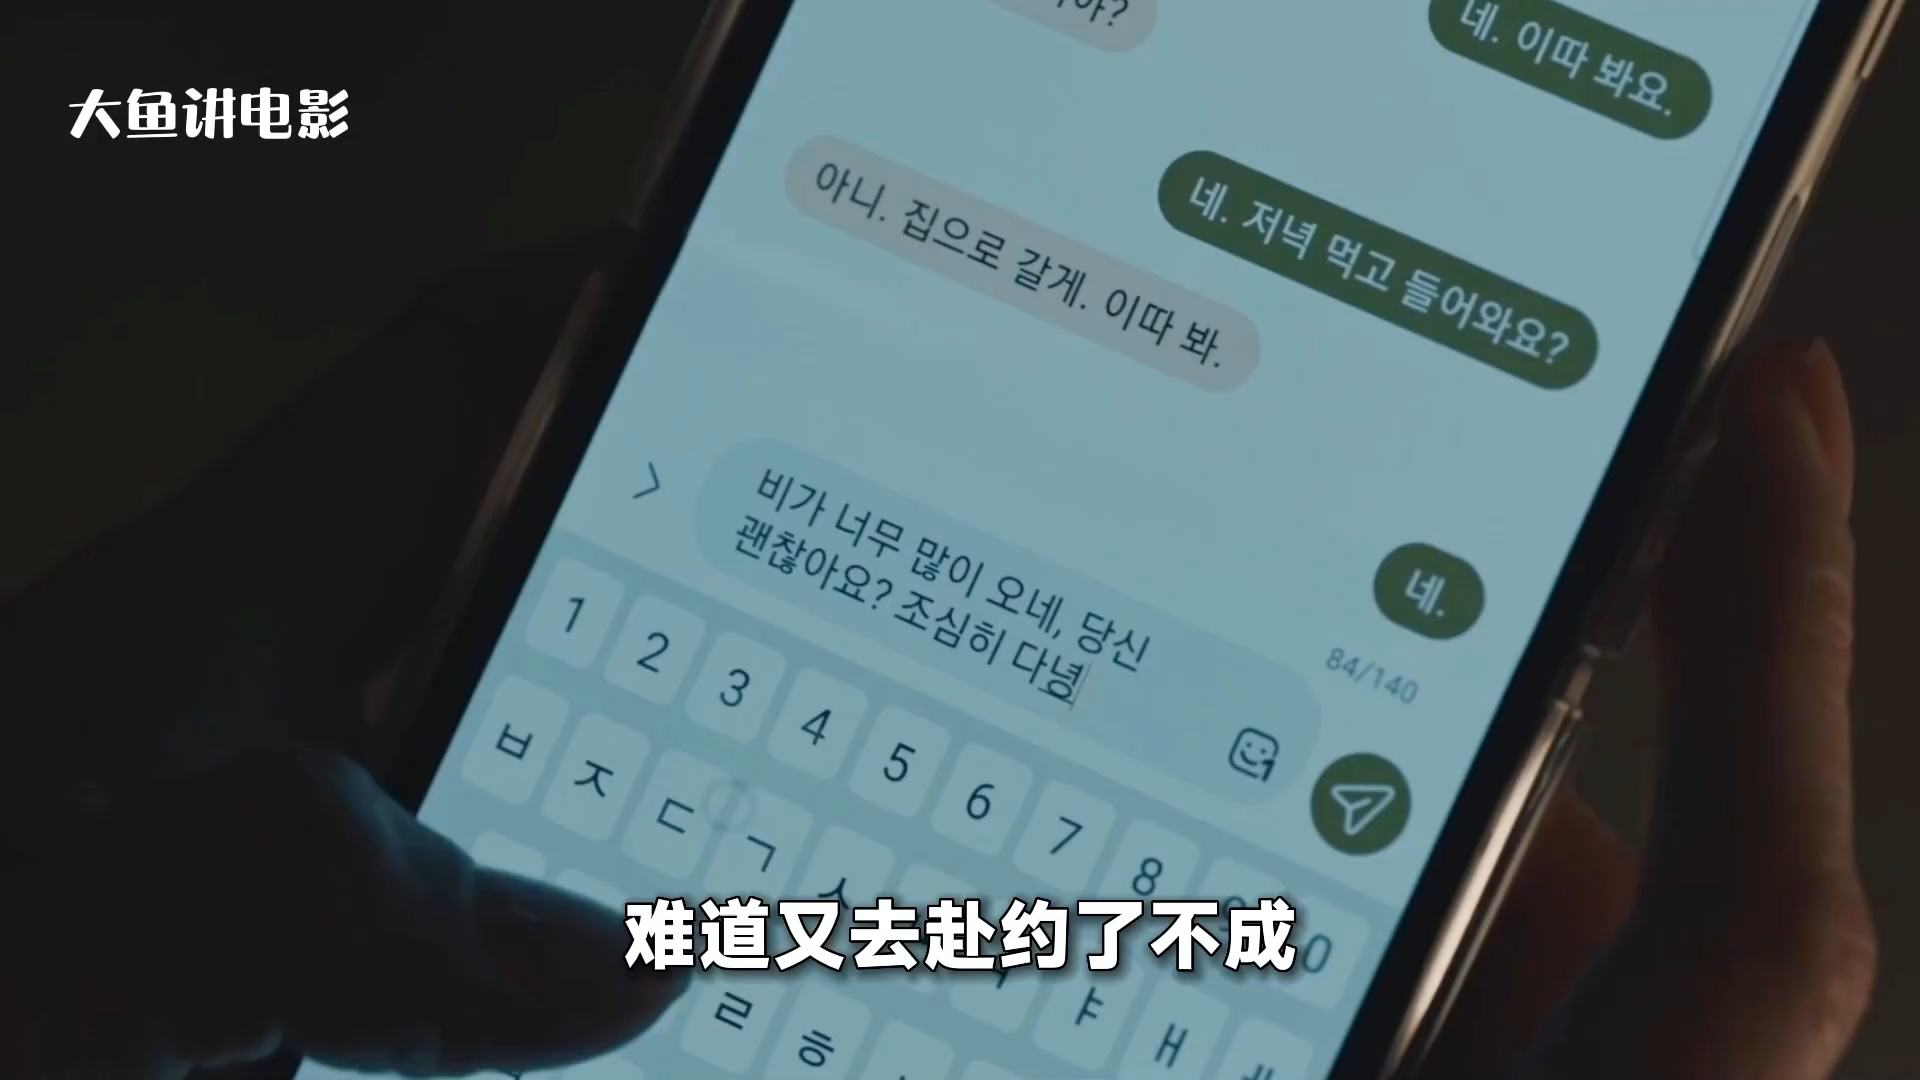 大鱼讲电影
네. 이따 봐요.
네. 저녁 먹고 들어와요?
아니. 집으로 갈게. 이따 봐.
네.
비가 너무 많이 오네, 당신
괜찮아요? 조심히 다녕
84/140
1 2 3 4 5 6 7 8 9 0
ㅂ ㅈ ㄷ ㄱ ㅅ ㅑ ㅐ ㅔ
ㄹ ㅎ
难道又去赴约了不成